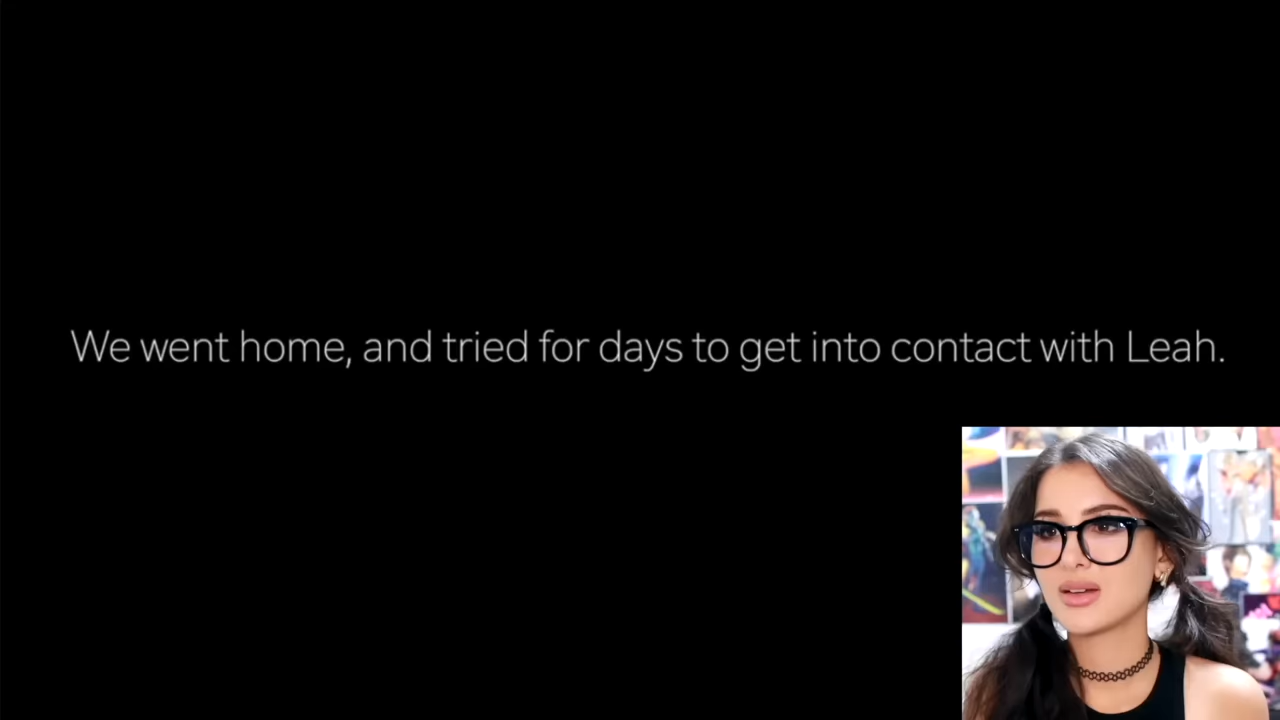 We went home, and tried for days to get into contact with Leah.